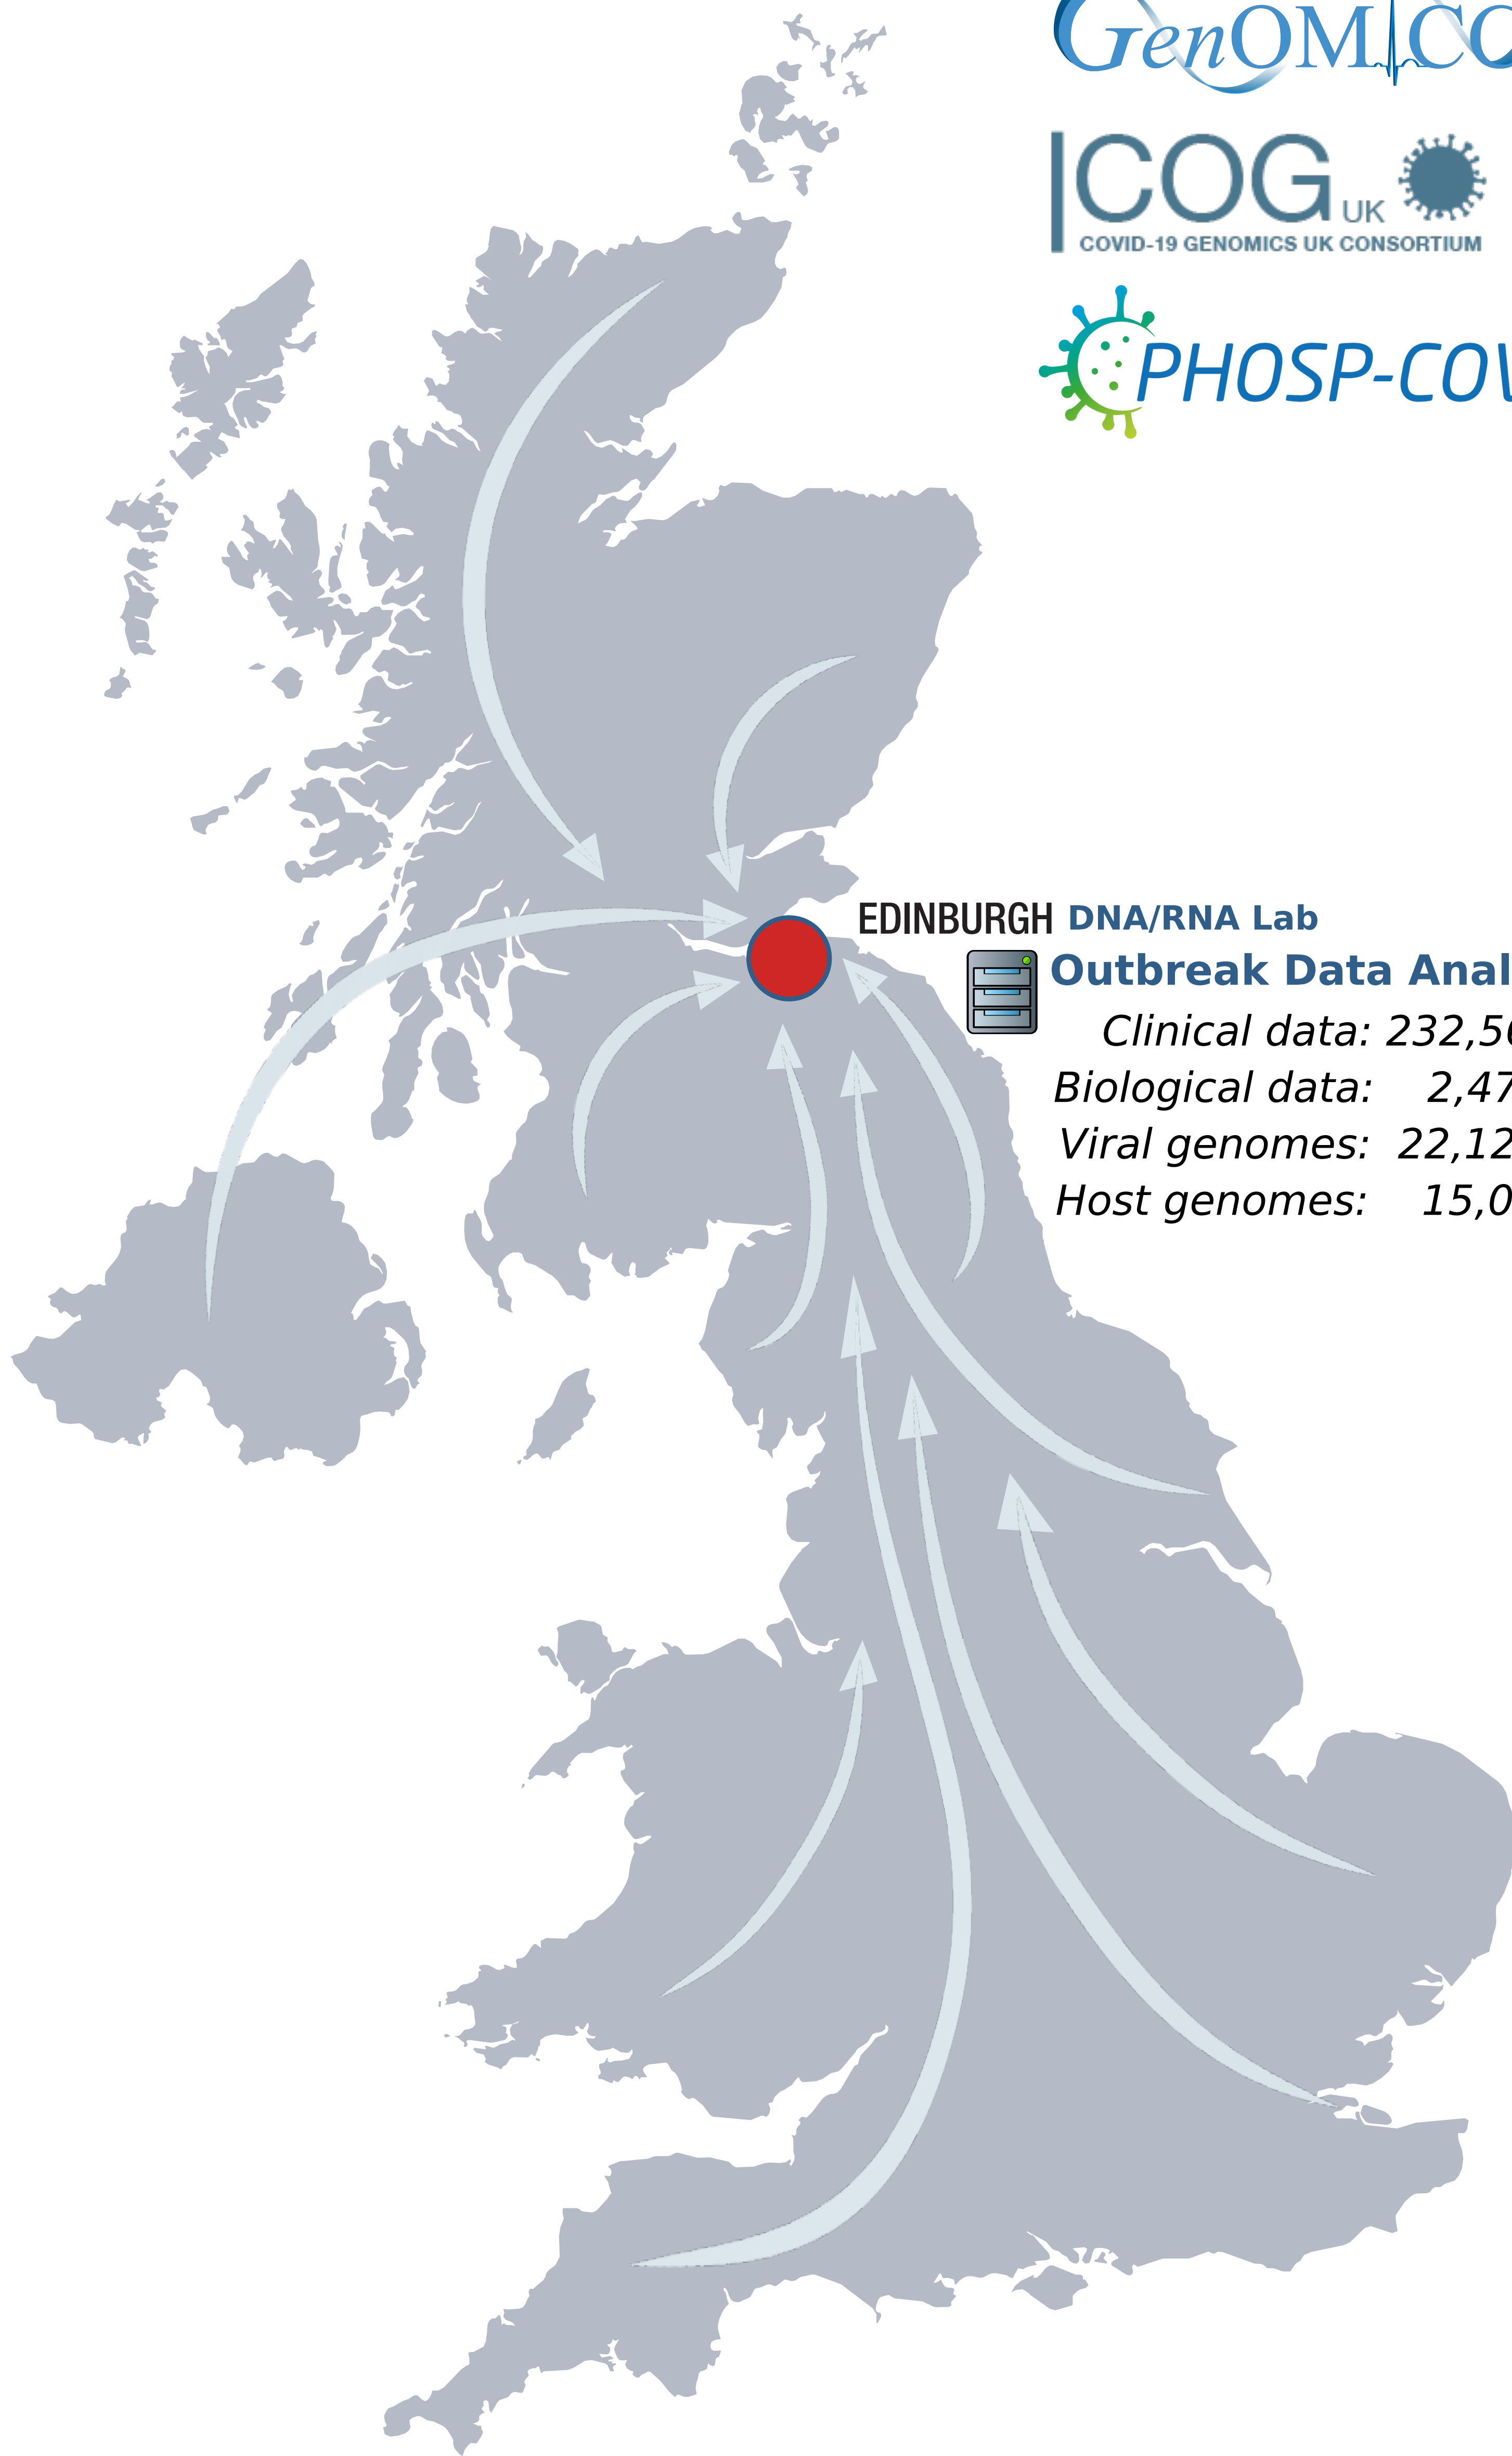 GenOMICC
COG UK
COVID-19 GENOMICS UK CONSORTIUM
PHOSP-COV
EDINBURGH DNA/RNA Lab
Outbreak Data Anal
Clinical data: 232,5
Biological data: 2,47
Viral genomes: 22,12
Host genomes: 15,0